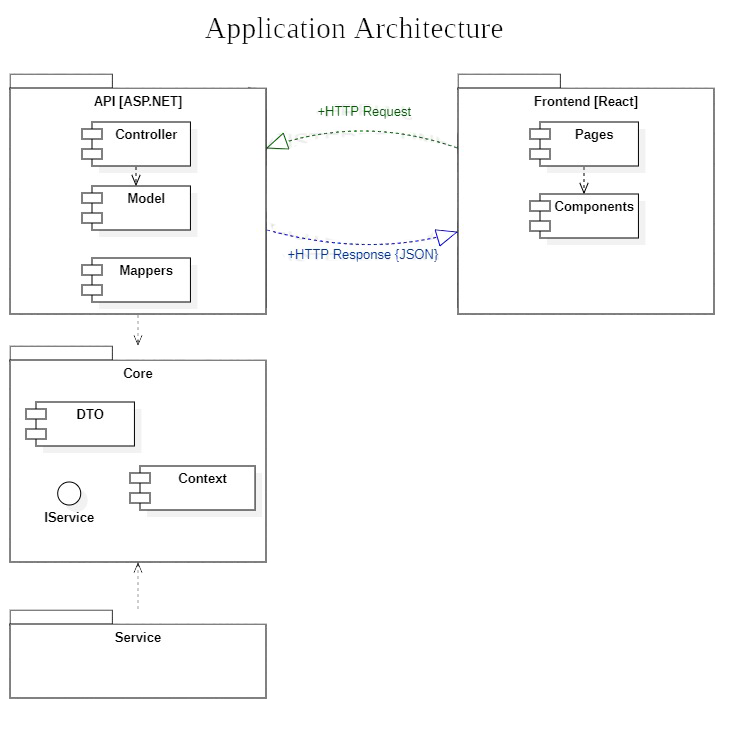 Application Architecture
API [ASP.NET]
Controller
Model
Mappers
+HTTP Request
+HTTP Response {JSON}
Frontend [React]
Pages
Components
Core
DTO
Context
IService
Service